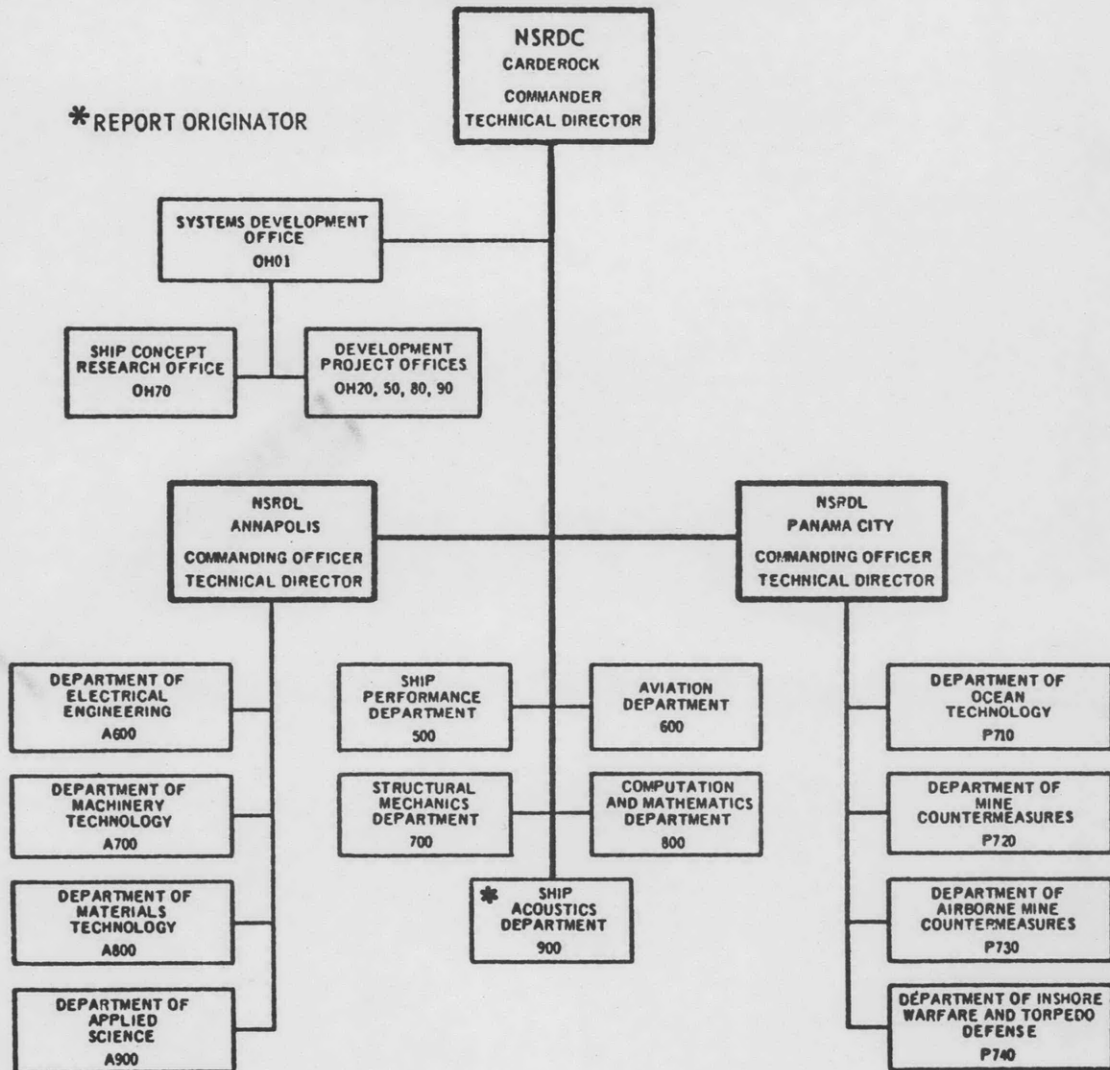 NSRDC
CARDEROCK
COMMANDER
TECHNICAL DIRECTOR
*REPORT ORIGINATOR
SYSTEMS DEVELOPMENT
OFFICE
OH01
SHIP CONCEPT
RESEARCH OFFICE
OH70
DEVELOPMENT
PROJECT OFFICES
OH20, 50, 80, 90
NSRDL
ANNAPOLIS
COMMANDING OFFICER
TECHNICAL DIRECTOR
NSRDL
PANAMA CITY
COMMANDING OFFICER
TECHNICAL DIRECTOR
DEPARTMENT OF
ELECTRICAL
ENGINEERING
A600
SHIP
PERFORMANCE
DEPARTMENT
500
AVIATION
DEPARTMENT
600
DEPARTMENT OF
OCEAN
TECHNOLOGY
P710
DEPARTMENT OF
MACHINERY
TECHNOLOGY
A700
STRUCTURAL
MECHANICS
DEPARTMENT
700
COMPUTATION
AND MATHEMATICS
DEPARTMENT
800
DEPARTMENT OF
MINE
COUNTERMEASURES
P720
DEPARTMENT OF
MATERIALS
TECHNOLOGY
A800
* SHIP
ACOUSTICS
DEPARTMENT
900
DEPARTMENT OF
AIRBORNE MINE
COUNTERMEASURES
P730
DEPARTMENT OF
APPLIED
SCIENCE
A900
DEPARTMENT OF INSHORE
WARFARE AND TORPEDO
DEFENSE
P740